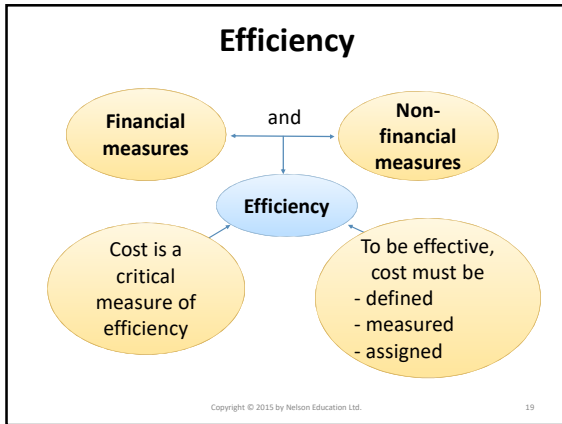 Efficiency
Financial
measures
and
Non-
financial
measures
Efficiency
Cost is a
critical
measure of
efficiency
To be effective,
cost must be
- defined
- measured
- assigned
Copyright © 2015 by Nelson Education Ltd.
19